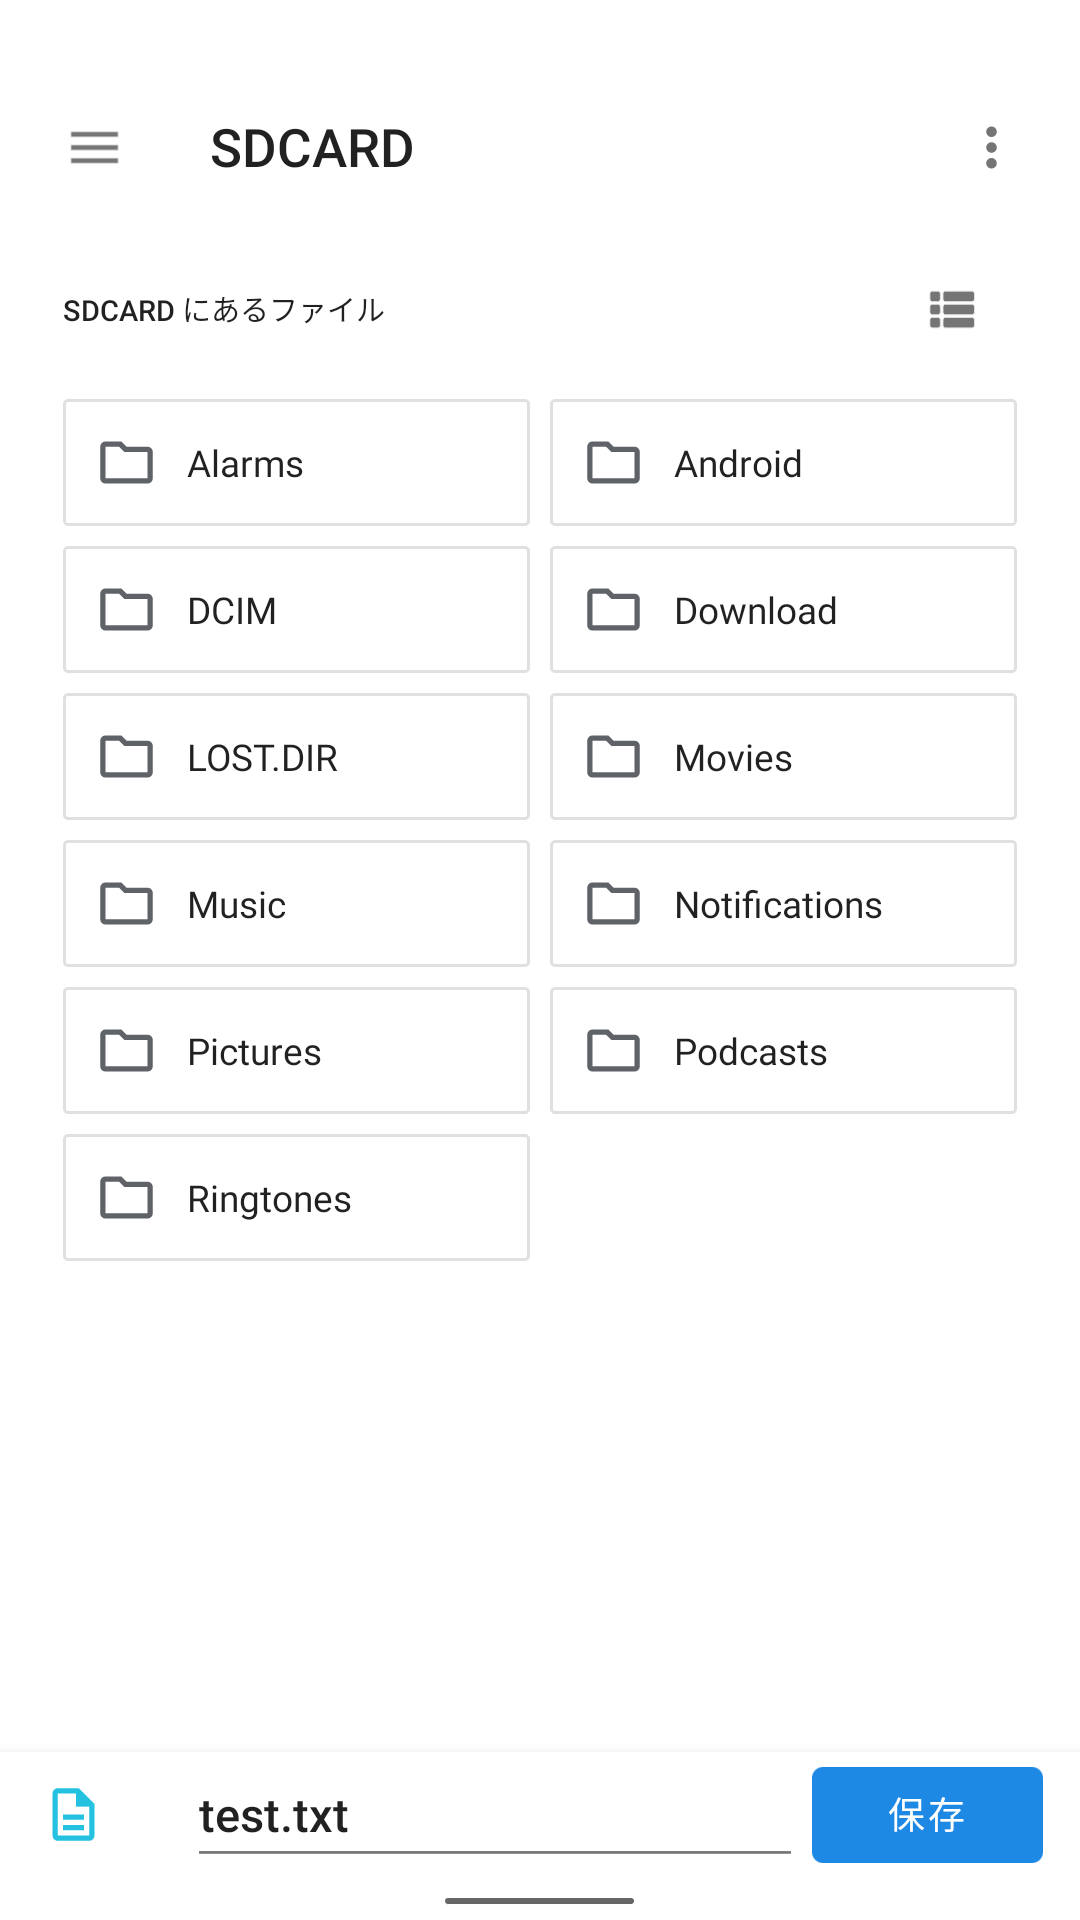 SDCARD
SDCARD にあるファイル
Alarms
Android
DCIM
Download
LOST.DIR
Movies
Music
Notifications
Pictures
Podcasts
Ringtones
test.txt
保存